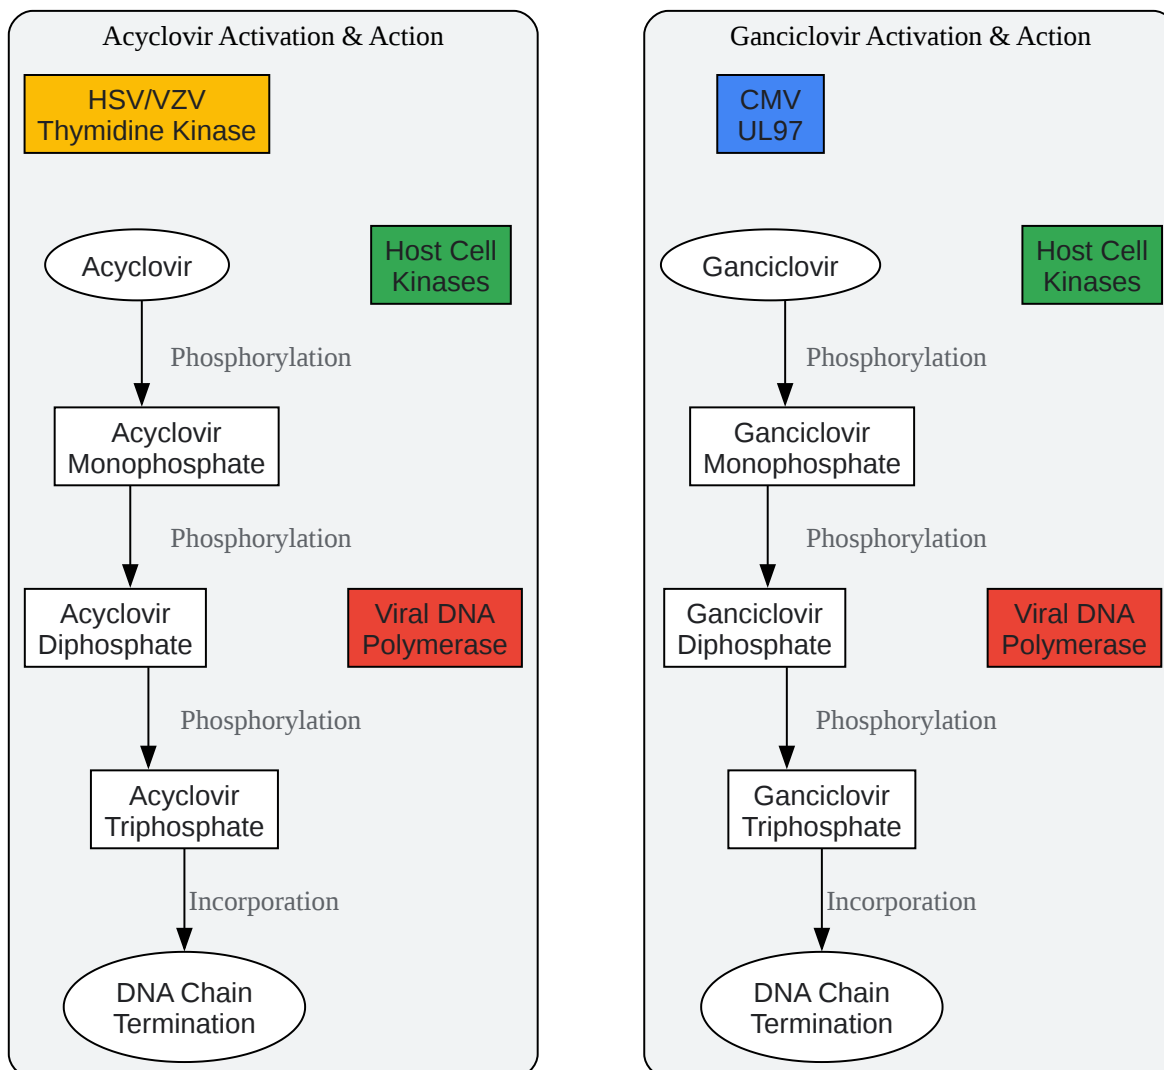 Acyclovir Activation & Action
HSV/VZV
Thymidine Kinase
Acyclovir
Host Cell
Kinases
Phosphorylation
Acyclovir
Monophosphate
Phosphorylation
Acyclovir
Diphosphate
Viral DNA
Polymerase
Phosphorylation
Acyclovir
Triphosphate
Incorporation
DNA Chain
Termination
Ganciclovir Activation & Action
CMV
UL97
Ganciclovir
Host Cell
Kinases
Phosphorylation
Ganciclovir
Monophosphate
Phosphorylation
Ganciclovir
Diphosphate
Viral DNA
Polymerase
Phosphorylation
Ganciclovir
Triphosphate
Incorporation
DNA Chain
Termination